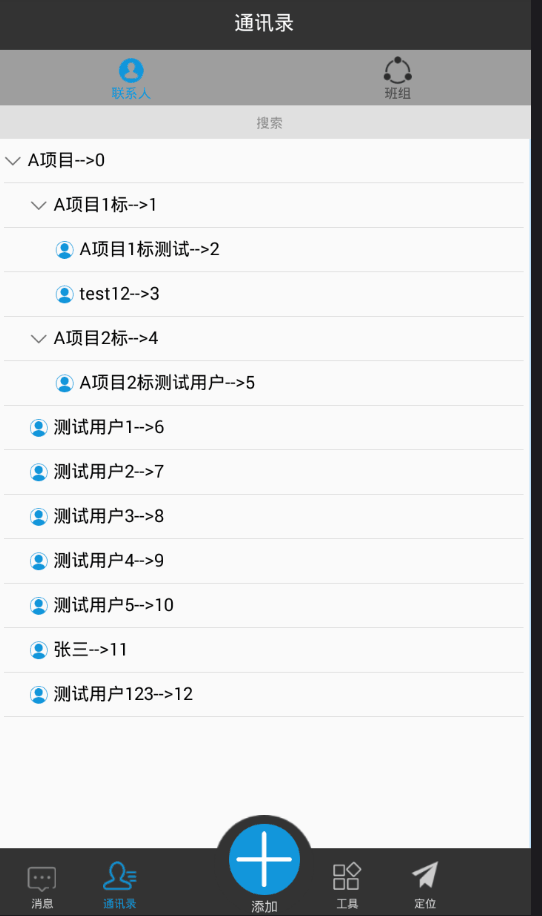 通讯录
联系人 班组
搜索
A项目-->0
A项目1标-->1
A项目1标测试-->2
test12-->3
A项目2标-->4
A项目2标测试用户-->5
测试用户1-->6
测试用户2-->7
测试用户3-->8
测试用户4-->9
测试用户5-->10
张三-->11
测试用户123-->12
消息 通讯录 添加 工具 定位